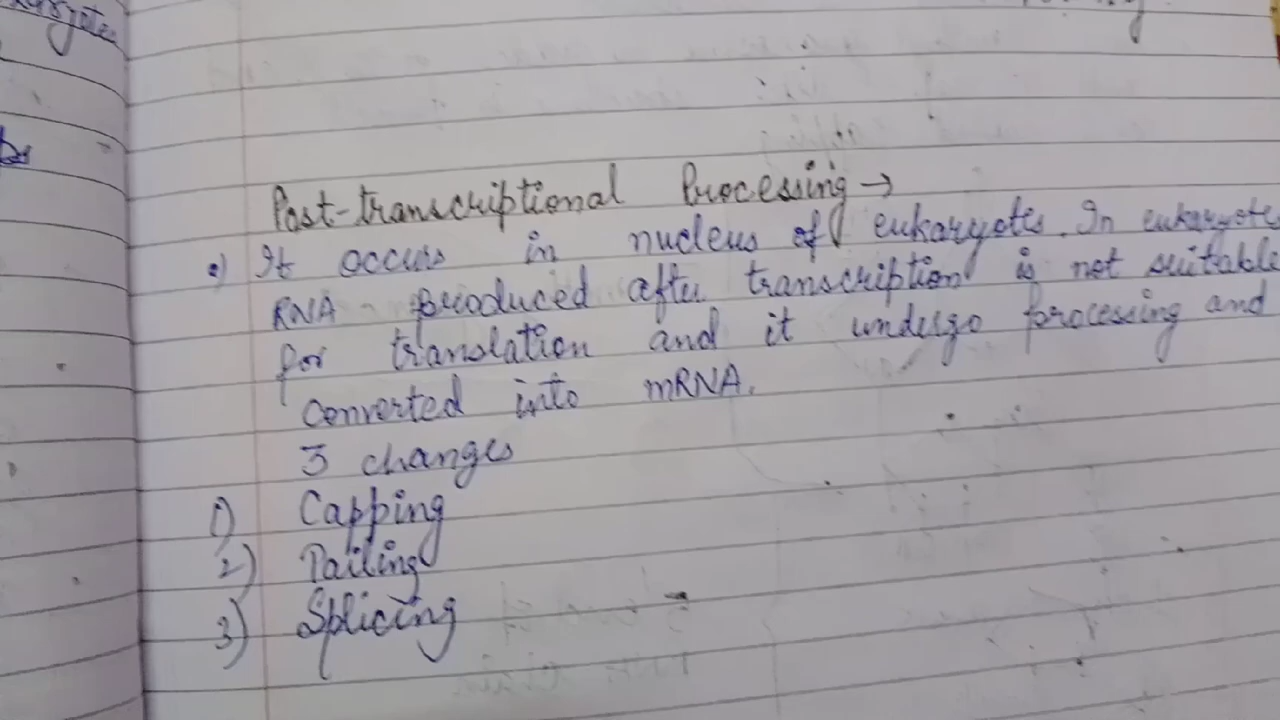 Post-transcriptional Processing →
•) It occurs in nucleus of eukaryotes. In eukaryote
RNA produced after transcription is not suitable
for translation and it undergo processing and
converted into mRNA.
3 changes
1) Capping
2) Tailing
3) Splicing